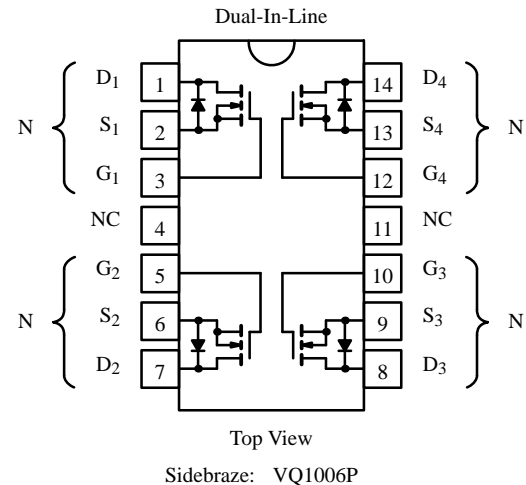 Dual-In-Line
D1 1 14 D4
N S1 2 13 S4 N
G1 3 12 G4
NC 4 11 NC
G2 5 10 G3
N S2 6 9 S3 N
D2 7 8 D3
Top View
Sidebraze: VQ1006P